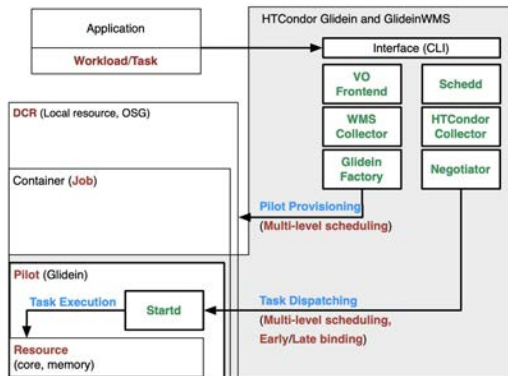 HTCondor Glidein and GlideinWMS
Application
Workload/Task
Interface (CLI)
VO
Frontend
Schedd
WMS
Collector
HTCondor
Collector
Glidein
Factory
Negotiator
DCR (Local resource, OSG)
Container (Job)
Pilot Provisioning
(Multi-level scheduling)
Pilot (Glidein)
Task Execution
Startd
Task Dispatching
(Multi-level scheduling,
Early/Late binding)
Resource
(core, memory)